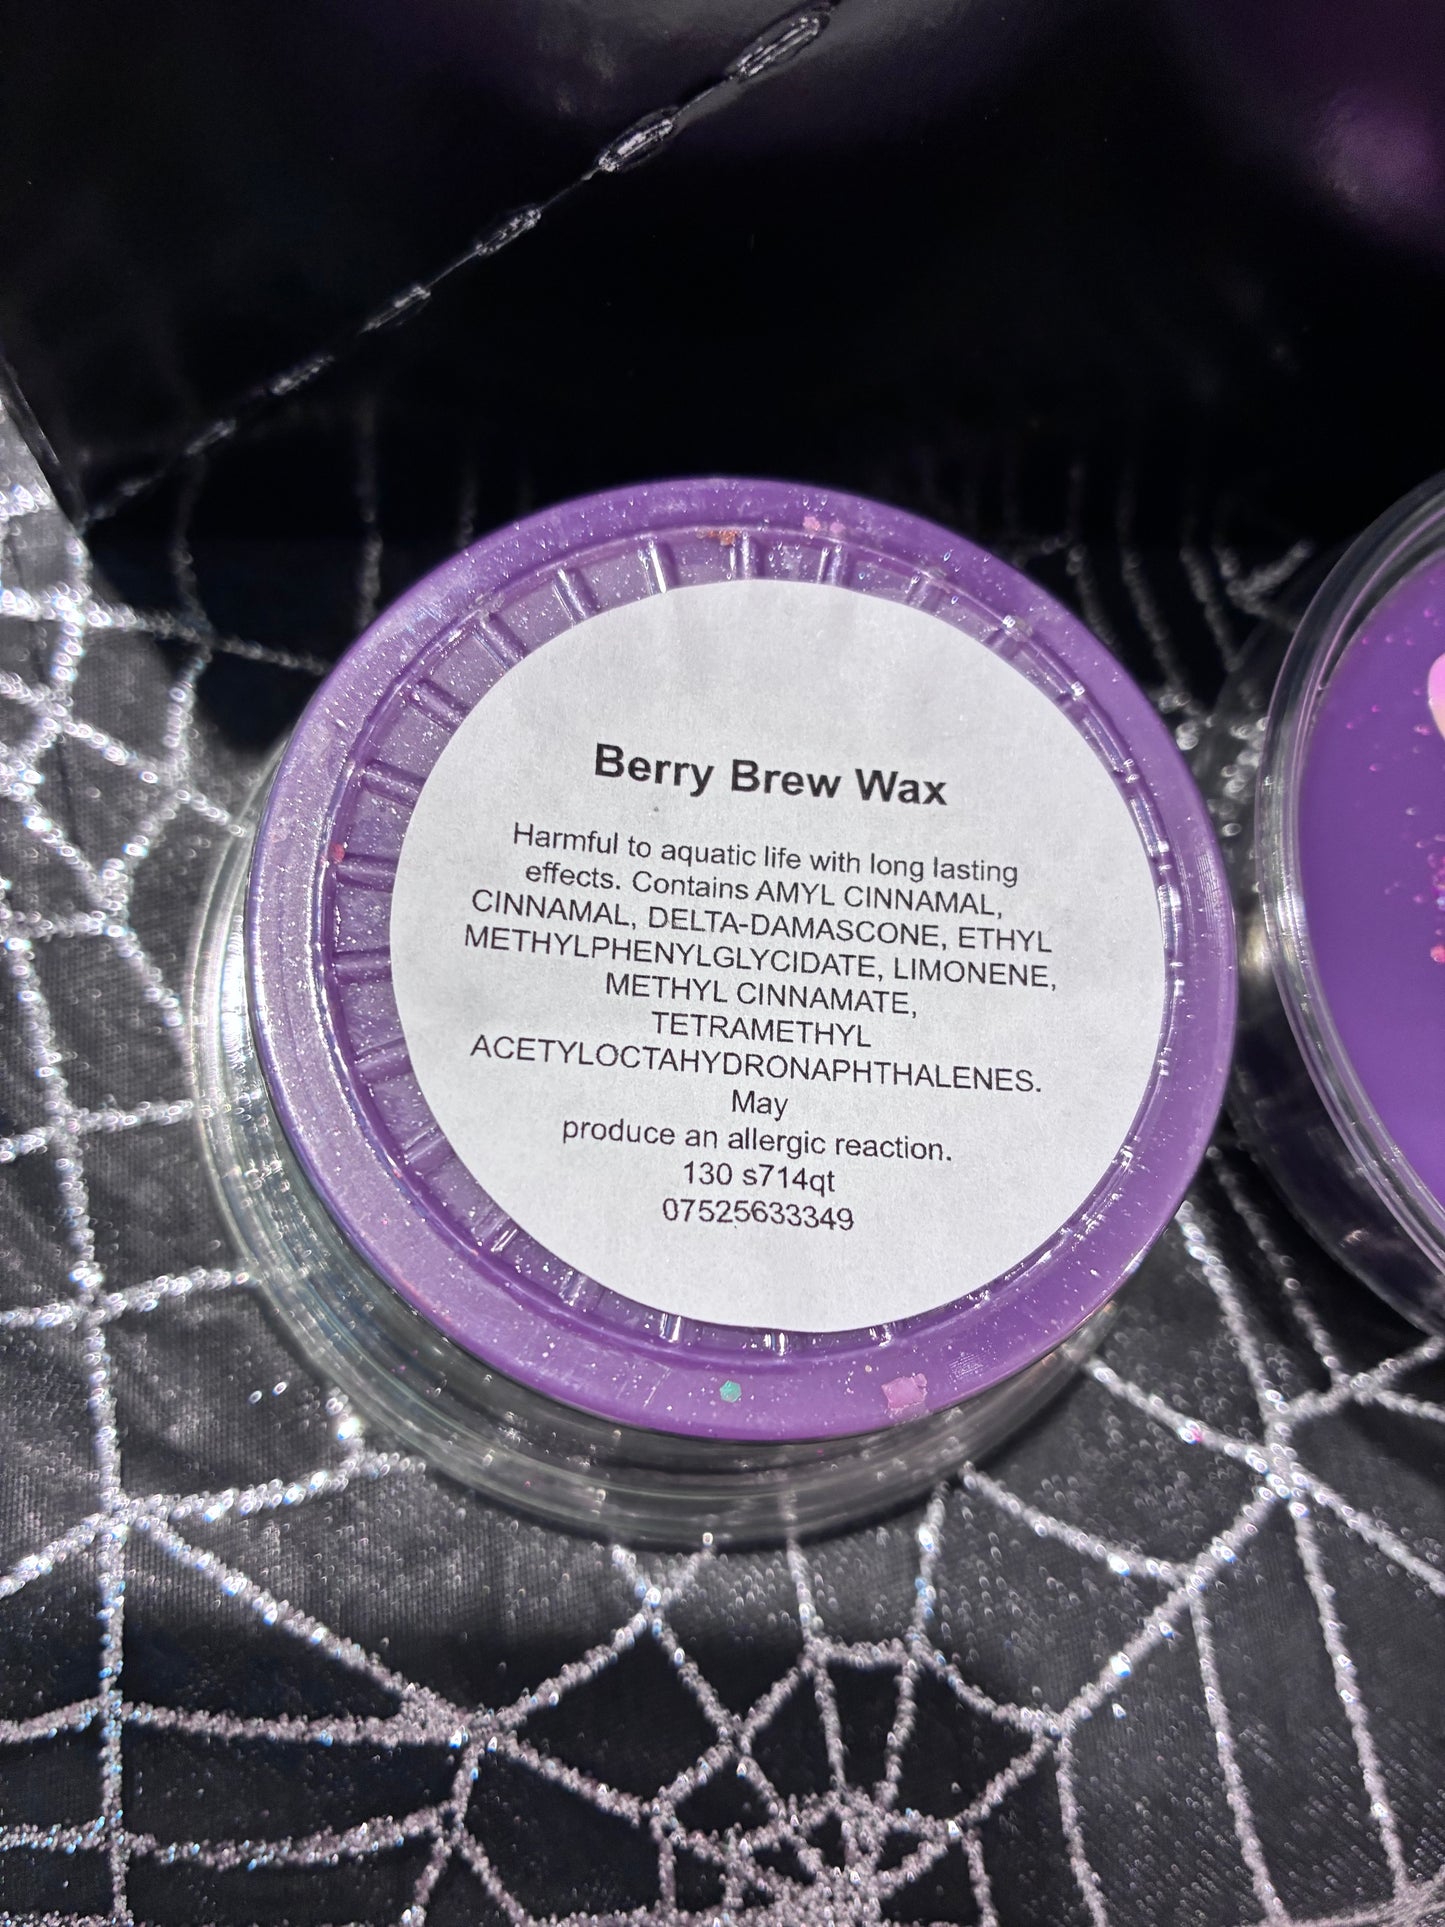 Berry Brew Wax
Harmful to aquatic life with long lasting
effects. Contains AMYL CINNAMAL,
CINNAMAL, DELTA-DAMASCONE, ETHYL
METHYLPHENYLGLYCIDATE, LIMONENE,
METHYL CINNAMATE,
TETRAMETHYL
ACETYLOCTAHYDRONAPHTHALENES.
May
produce an allergic reaction.
130 s714qt
07525633349